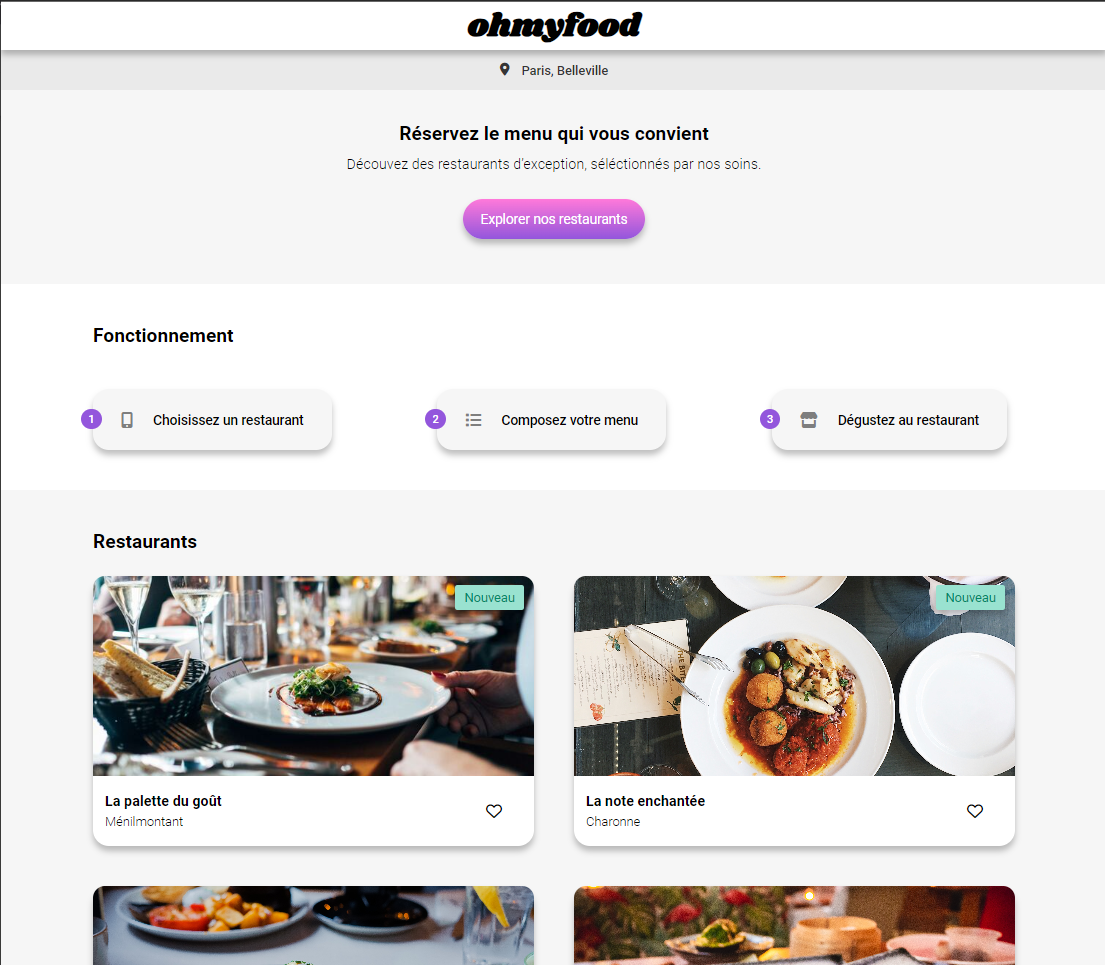 ohmyfood
Paris, Belleville
Réservez le menu qui vous convient
Découvez des restaurants d'exception, séléctionnés par nos soins.
Explorer nos restaurants
Fonctionnement
1 Choisissez un restaurant
2 Composez votre menu
3 Dégustez au restaurant
Restaurants
Nouveau
Nouveau
La palette du goût
Ménilmontant
La note enchantée
Charonne